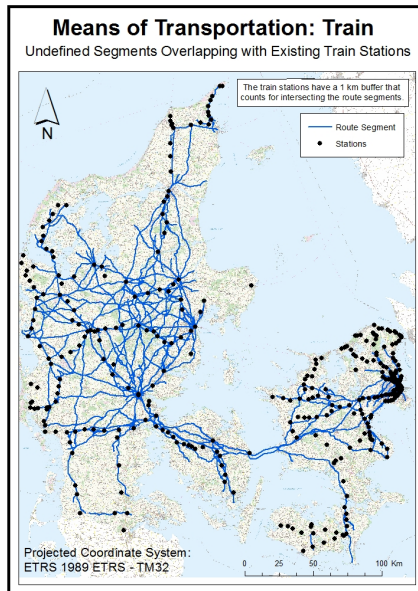 Means of Transportation: Train
Undefined Segments Overlapping with Existing Train Stations
The train stations have a 1 km buffer that
counts for intersecting the route segments.
N
Route Segment
Stations
Projected Coordinate System:
ETRS 1989 ETRS - TM32
0 25 50 100 Km